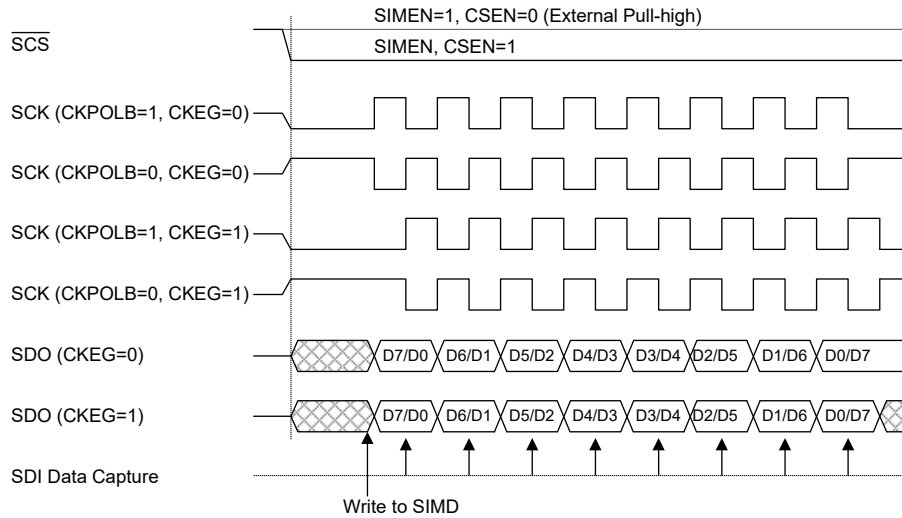 SIMEN=1, CSEN=0 (External Pull-high)
SCS
SIMEN, CSEN=1
SCK (CKPOLB=1, CKEG=0)
SCK (CKPOLB=0, CKEG=0)
SCK (CKPOLB=1, CKEG=1)
SCK (CKPOLB=0, CKEG=1)
SDO (CKEG=0) D7/D0 D6/D1 D5/D2 D4/D3 D3/D4 D2/D5 D1/D6 D0/D7
SDO (CKEG=1) D7/D0 D6/D1 D5/D2 D4/D3 D3/D4 D2/D5 D1/D6 D0/D7
SDI Data Capture
Write to SIMD